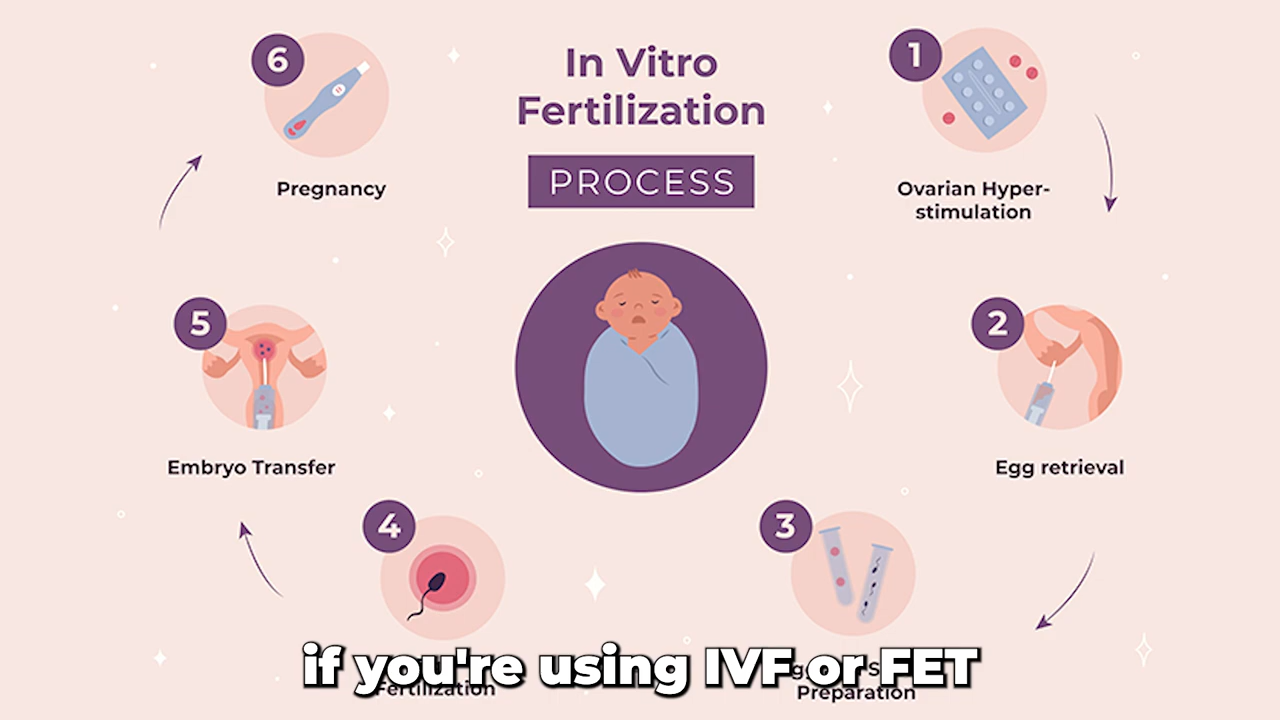 In Vitro
Fertilization
PROCESS
1
Ovarian Hyper-
stimulation
2
Egg retrieval
3
Preparation
4
Fertilization
5
Embryo Transfer
6
Pregnancy
if you're using IVF or FET